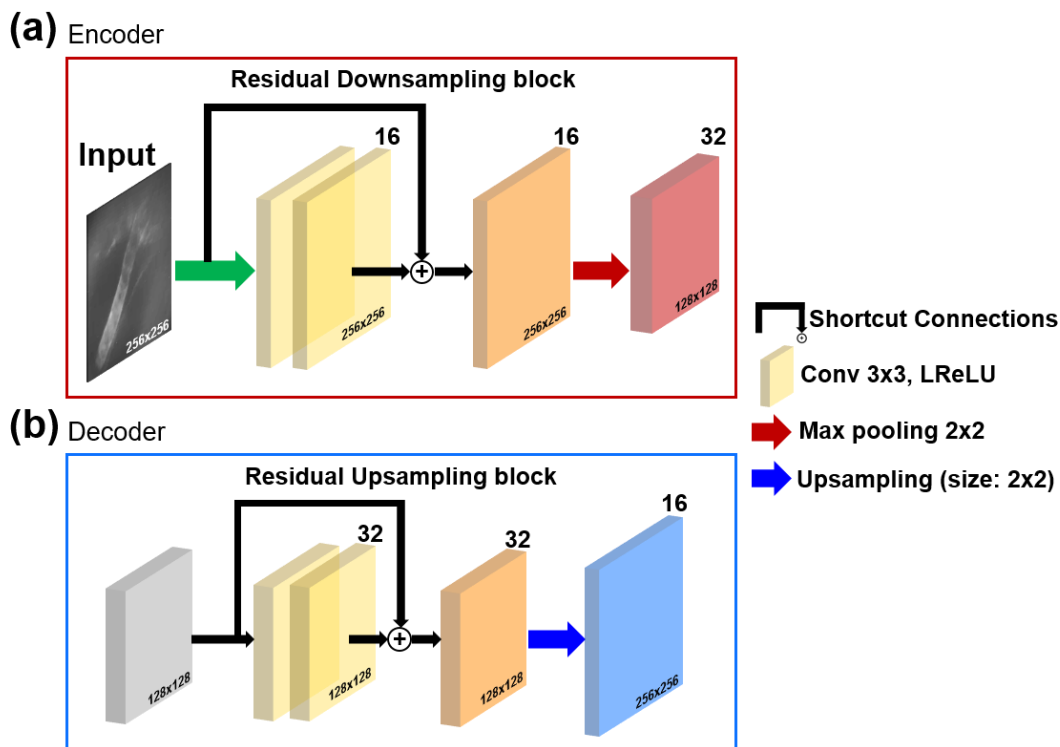 (a) Encoder
Residual Downsampling block
Input
16
16
32
256x256
256x256
256x256
128x128
(b) Decoder
Residual Upsampling block
32
32
16
128x128
128x128
128x128
256x256
Shortcut Connections
Conv 3x3, LReLU
Max pooling 2x2
Upsampling (size: 2x2)